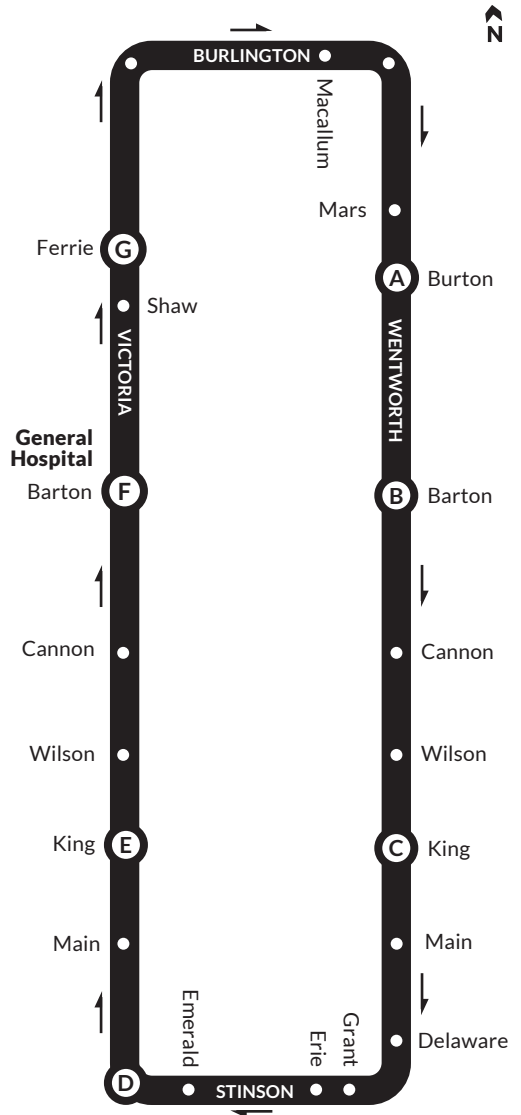 N
BURLINGTON
Macallum
Mars
Ferrie
G
A
Burton
Shaw
VICTORIA
WENTWORTH
General
Hospital
Barton
F
B
Barton
Cannon
Cannon
Wilson
Wilson
King
E
C
King
Main
Main
Emerald
Erie
Grant
Delaware
D
STINSON